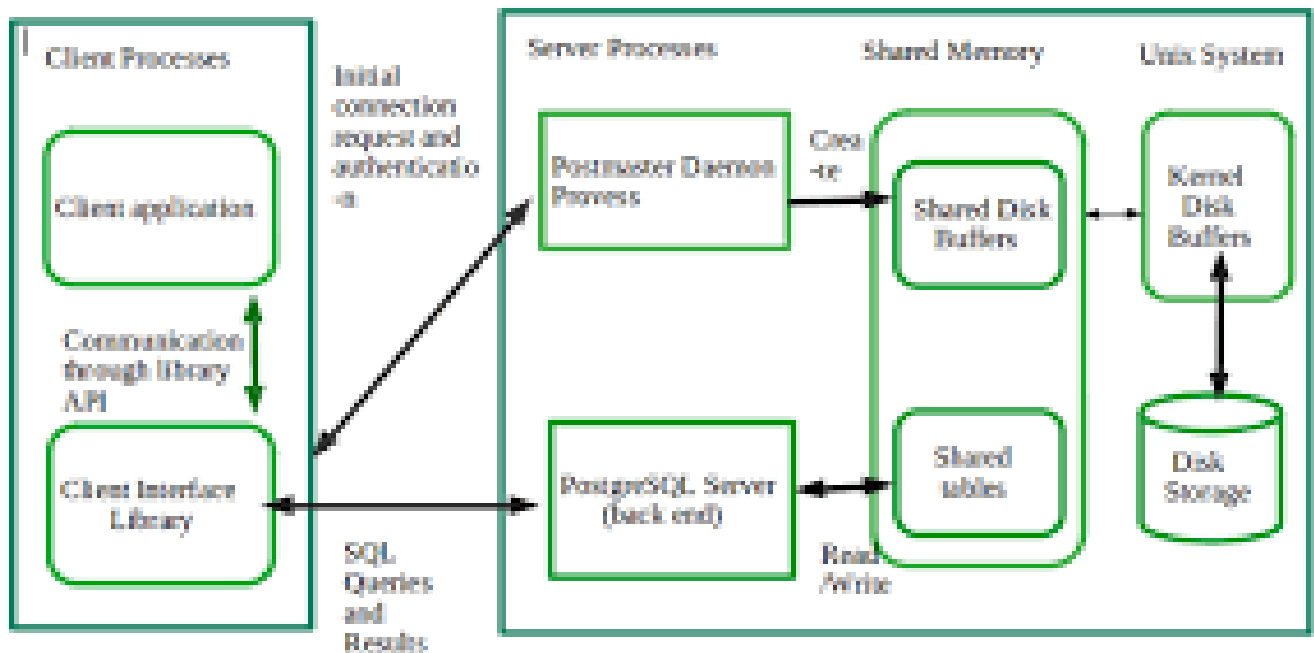 Client Processes
Client application
Communication
through library
API
Client Interface
Library
Initial
connection
request and
authenticatio
-n
SQL
Queries
and
Results
Server Processes
Postmaster Daemon
Provess
PostgreSQL Server
(back end)
Crea
-te
Read
/Write
Shared Memory
Shared Disk
Buffers
Shared
tables
Unix System
Kernel
Disk
Buffers
Disk
Storage